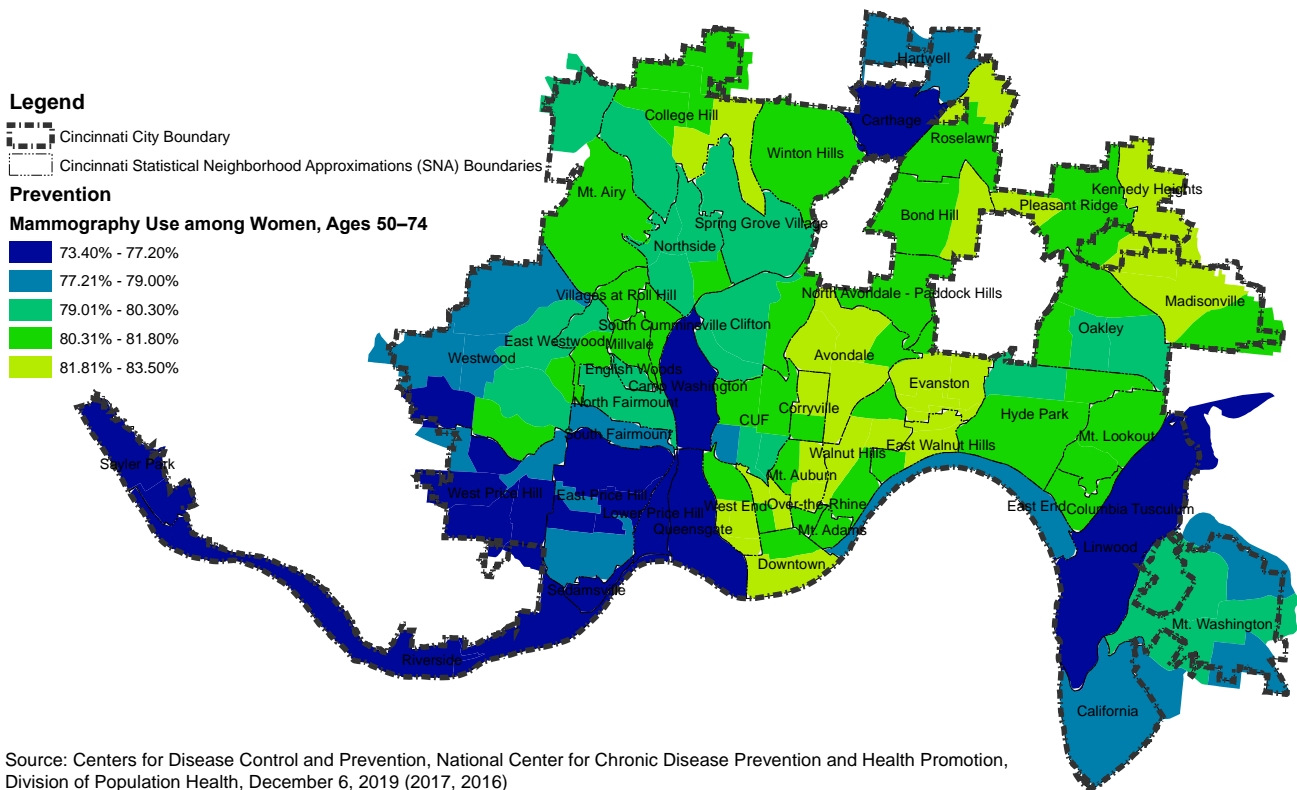 Legend
Cincinnati City Boundary
Cincinnati Statistical Neighborhood Approximations (SNA) Boundaries
Prevention
Mammography Use among Women, Ages 50–74
73.40% - 77.20%
77.21% - 79.00%
79.01% - 80.30%
80.31% - 81.80%
81.81% - 83.50%
Hartwell
College Hill
Carthage
Winton Hills
Roselawn
Mt. Airy
Kennedy Heights
Pleasant Ridge
Bond Hill
Spring Grove Village
Northside
Villages at Roll Hill
North Avondale - Paddock Hills
Madisonville
South Cumminsville
Clifton
Oakley
East Westwood
Millvale
Westwood
Avondale
English Woods
Camp Washington
Evanston
North Fairmount
Corryville
Hyde Park
CUF
South Fairmount
Mt. Lookout
East Walnut Hills
Walnut Hills
Sayler Park
Mt. Auburn
West Price Hill
East Price Hill
West End
Over-the-Rhine
East End
Columbia Tusculum
Lower Price Hill
Queensgate
Mt. Adams
Linwood
Downtown
Sedamsville
Mt. Washington
Riverside
California
Source: Centers for Disease Control and Prevention, National Center for Chronic Disease Prevention and Health Promotion,
Division of Population Health, December 6, 2019 (2017, 2016)